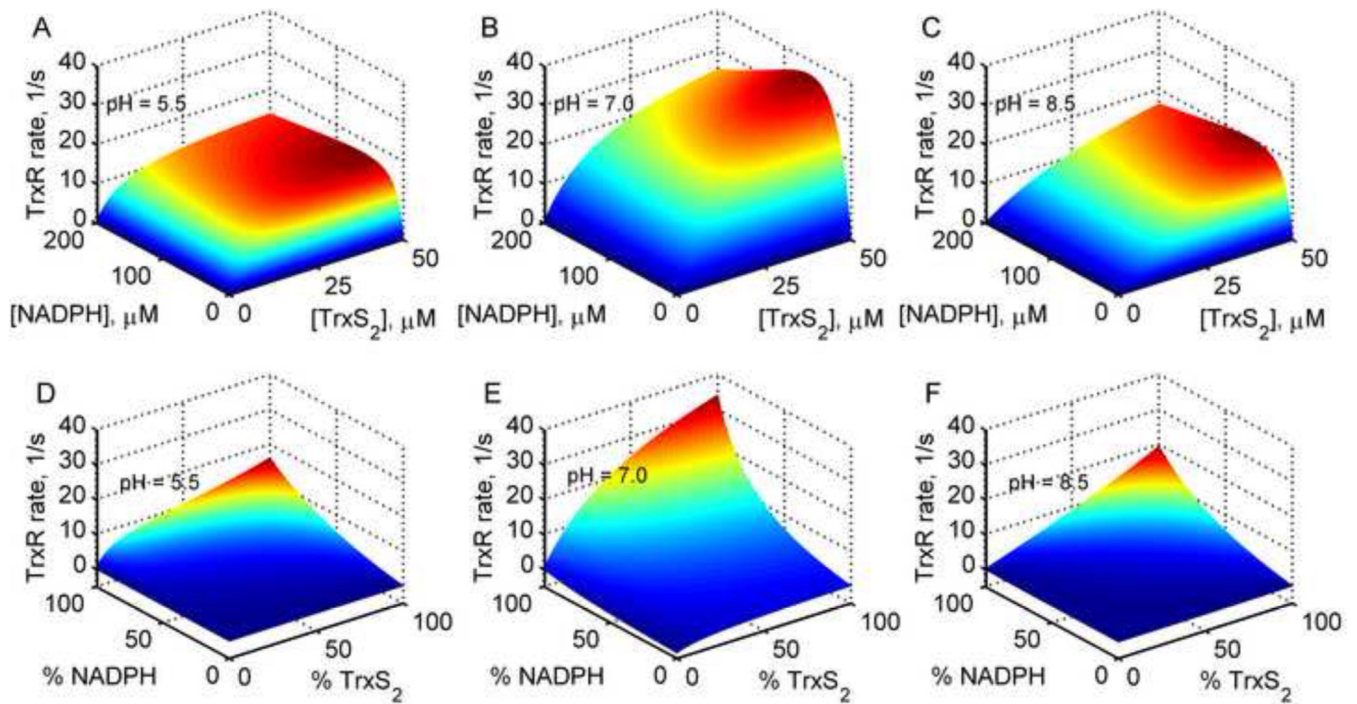 A
TrxR rate, 1/s
40
30
20
10
0
pH = 5.5
200
100
0
[NADPH], μM
0
25
50
[TrxS2], μM
B
TrxR rate, 1/s
40
30
20
10
0
pH = 7.0
200
100
0
[NADPH], μM
0
25
50
[TrxS2], μM
C
TrxR rate, 1/s
40
30
20
10
0
pH = 8.5
200
100
0
[NADPH], μM
0
25
50
[TrxS2], μM
D
TrxR rate, 1/s
40
30
20
10
0
pH = 5.5
100
50
0
% NADPH
0
50
100
% TrxS2
E
TrxR rate, 1/s
40
30
20
10
0
pH = 7.0
100
50
0
% NADPH
0
50
100
% TrxS2
F
TrxR rate, 1/s
40
30
20
10
0
pH = 8.5
100
50
0
% NADPH
0
50
100
% TrxS2